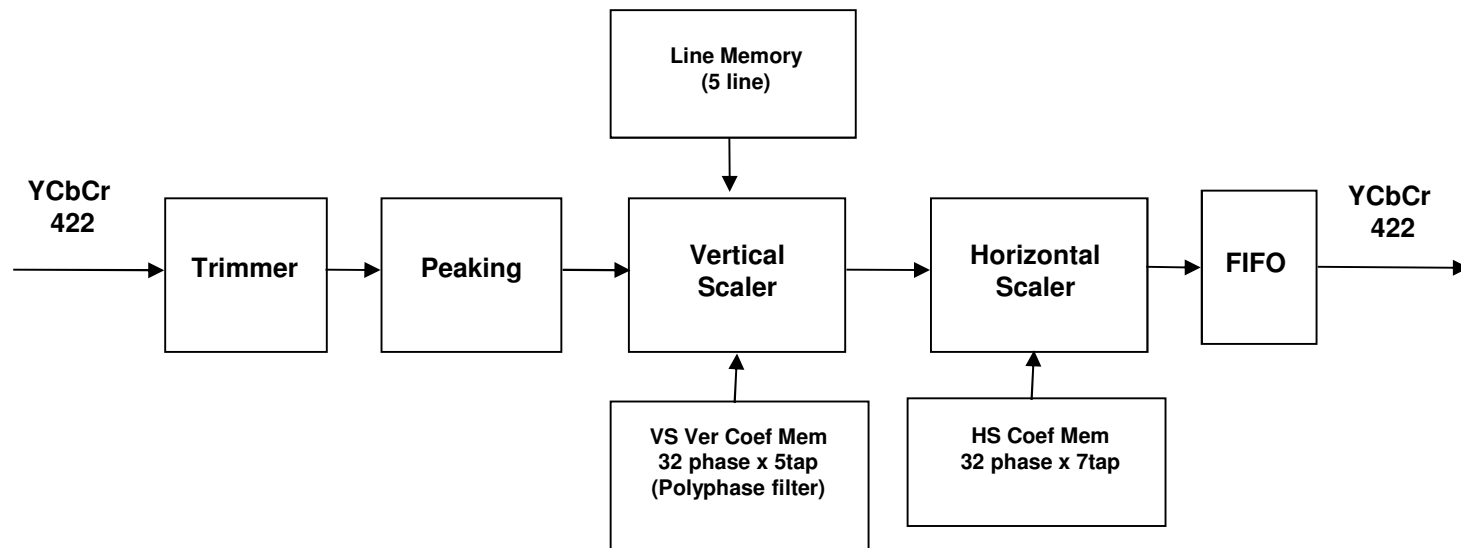 Line Memory
(5 line)
YCbCr
422
Trimmer
Peaking
Vertical
Scaler
Horizontal
Scaler
FIFO
YCbCr
422
VS Ver Coef Mem
32 phase x 5tap
(Polyphase filter)
HS Coef Mem
32 phase x 7tap